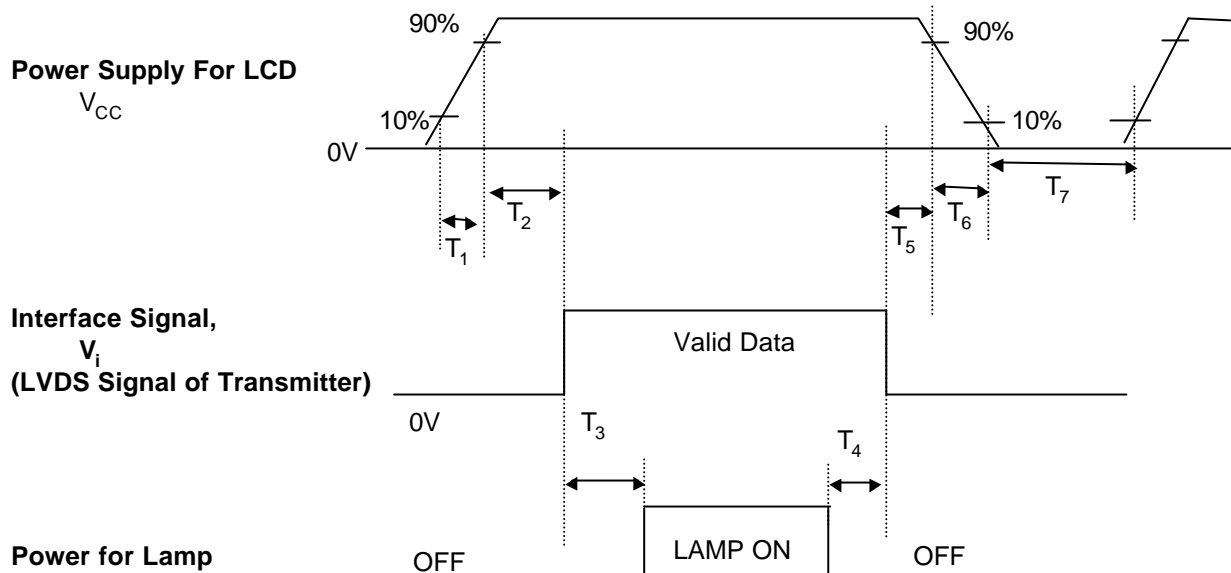 90%
90%
Power Supply For LCD
VCC
10%
10%
0V
T1
T2
T5
T6
T7
Interface Signal,
Vi
(LVDS Signal of Transmitter)
Valid Data
0V
T3
T4
Power for Lamp
OFF
LAMP ON
OFF